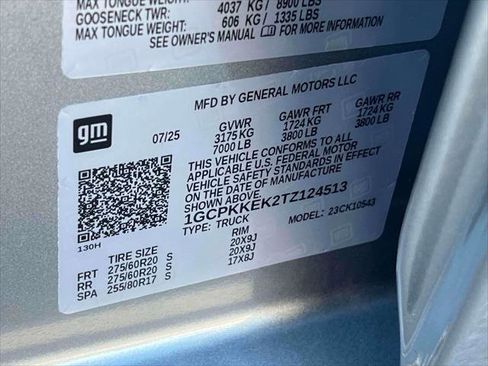 MAX TONGUE WEIGHT:
GOOSENECK TWR: 4037 KG / 8900 LBS
MAX TONGUE WEIGHT: 606 KG / 1335 LBS
SEE OWNER'S MANUAL FOR MORE INFORMATION
MFD BY GENERAL MOTORS LLC
gm
07/25 GVWR GAWR FRT GAWR RR
3175 KG 1724 KG 1724 KG
7000 LB 3800 LB 3800 LB
THIS VEHICLE CONFORMS TO ALL
APPLICABLE U.S. FEDERAL MOTOR
VEHICLE SAFETY STANDARDS IN
EFFECT ON THE DATE OF MANUFACTURE
SHOWN ABOVE.
1GCPKKEK2TZ124513
TYPE: TRUCK 23CK10543
130H
TIRE SIZE RIM
FRT 275/60R20 S 20X9J
RR 275/60R20 S 20X9J
SPA 255/80R17 S 17X8J